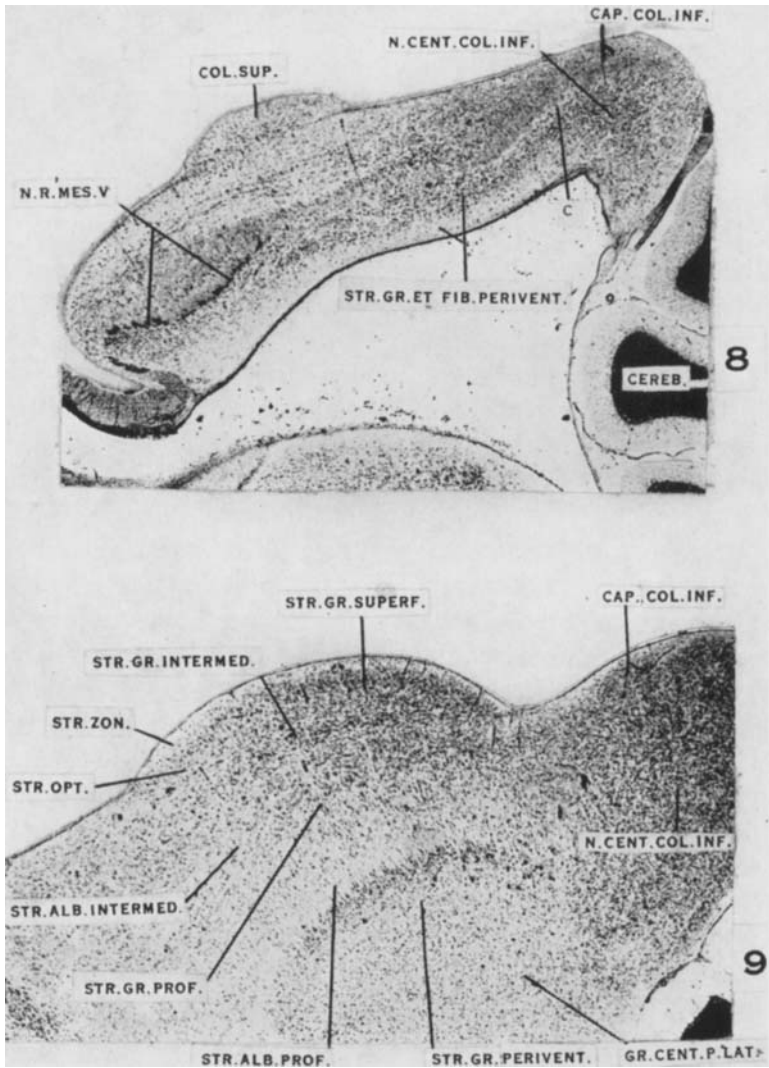 CAP. COL. INF.
N.CENT.COL.INF.
COL.SUP.
N.R.MES.V
C
STR.GR.ET FIB.PERIVENT.
8
CEREB.
STR.GR.SUPERF.
CAP., COL.INF.
STR.GR.INTERMED.
STR.ZON.
STR.OPT.
N.CENT.COL.INF.
STR.ALB.INTERMED.
STR.GR.PROF.
9
STR.ALB.PROF.
STR.GR.PERIVENT.
GR.CENT.P.LAT.